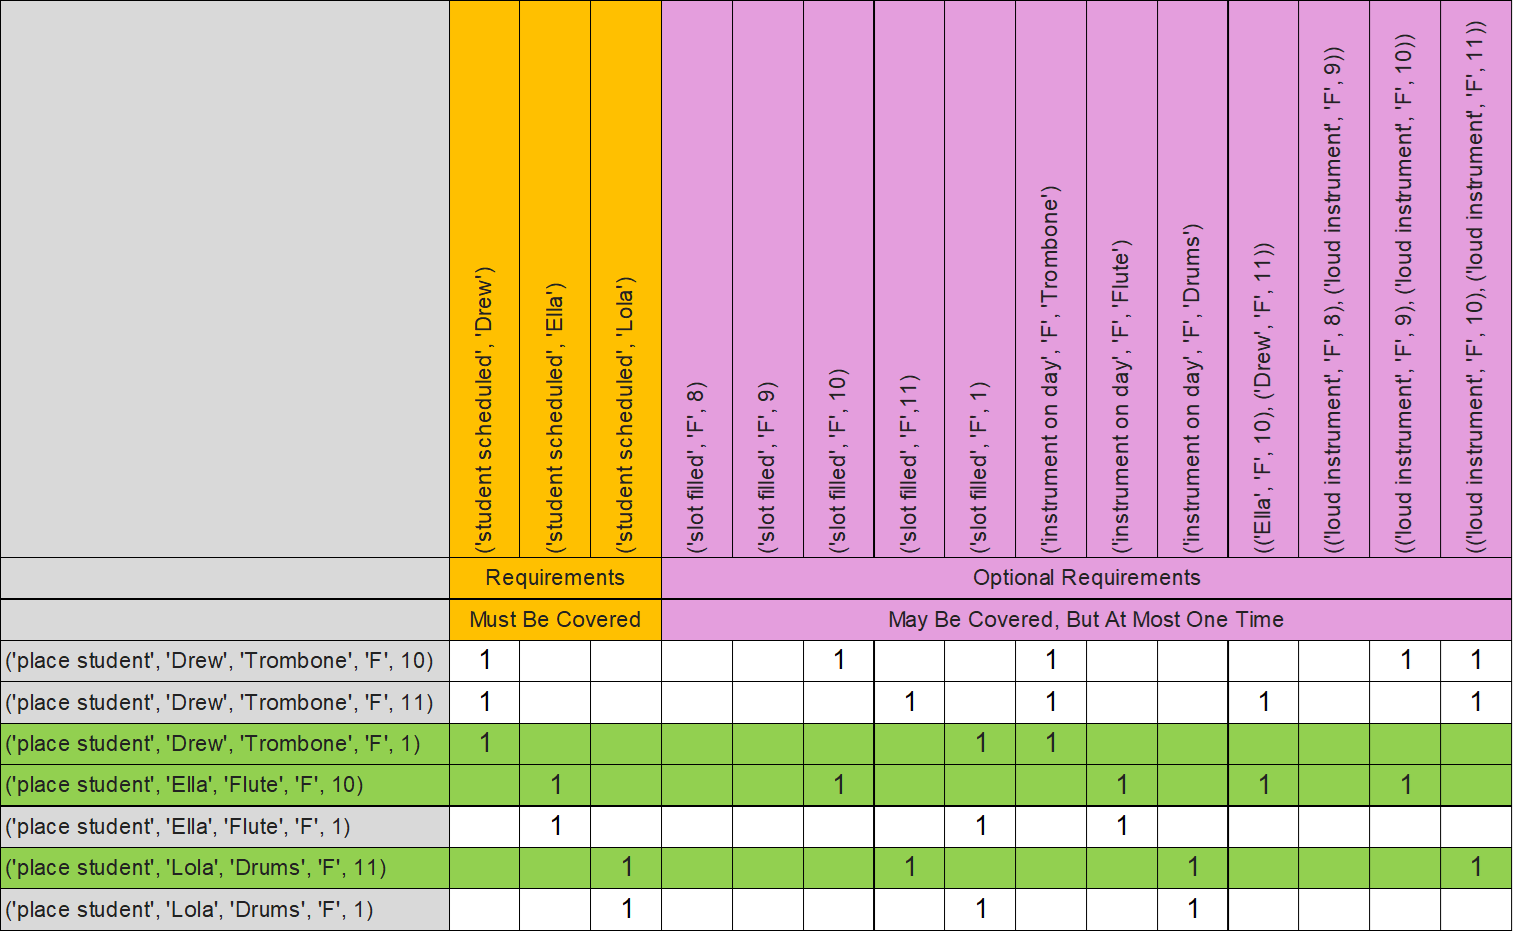 ('student scheduled', 'Drew')
('student scheduled', 'Ella')
('student scheduled', 'Lola')
('slot filled', 'F', 8)
('slot filled', 'F', 9)
('slot filled', 'F', 10)
('slot filled', 'F',11)
('slot filled', 'F', 1)
('instrument on day', 'F', 'Trombone')
('instrument on day', 'F', 'Flute')
('instrument on day', 'F', 'Drums')
(('Ella', 'F', 10), ('Drew', 'F', 11))
(('loud instrument', 'F', 8), ('loud instrument', 'F', 9))
(('loud instrument', 'F', 9), ('loud instrument', 'F', 10))
(('loud instrument', 'F', 10), ('loud instrument', 'F', 11))
Requirements Optional Requirements
Must Be Covered May Be Covered, But At Most One Time
('place student', 'Drew', 'Trombone', 'F', 10) 1 1 1 1 1
('place student', 'Drew', 'Trombone', 'F', 11) 1 1 1 1 1
('place student', 'Drew', 'Trombone', 'F', 1) 1 1 1
('place student', 'Ella', 'Flute', 'F', 10) 1 1 1 1 1
('place student', 'Ella', 'Flute', 'F', 1) 1 1 1
('place student', 'Lola', 'Drums', 'F', 11) 1 1 1 1
('place student', 'Lola', 'Drums', 'F', 1) 1 1 1